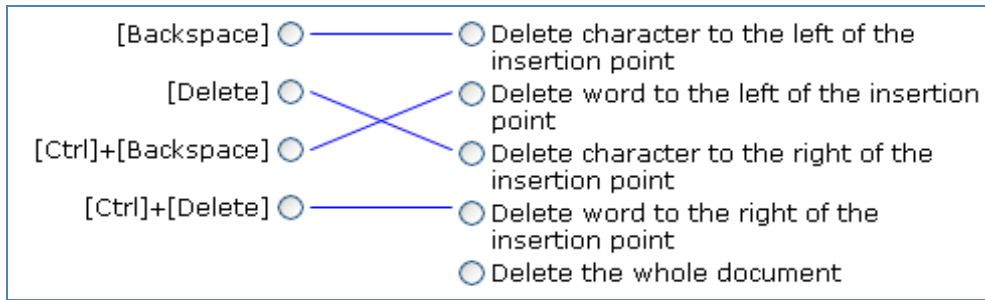 [Backspace]
Delete character to the left of the
insertion point
[Delete]
Delete word to the left of the insertion
point
[Ctrl]+[Backspace]
Delete character to the right of the
insertion point
[Ctrl]+[Delete]
Delete word to the right of the
insertion point
Delete the whole document